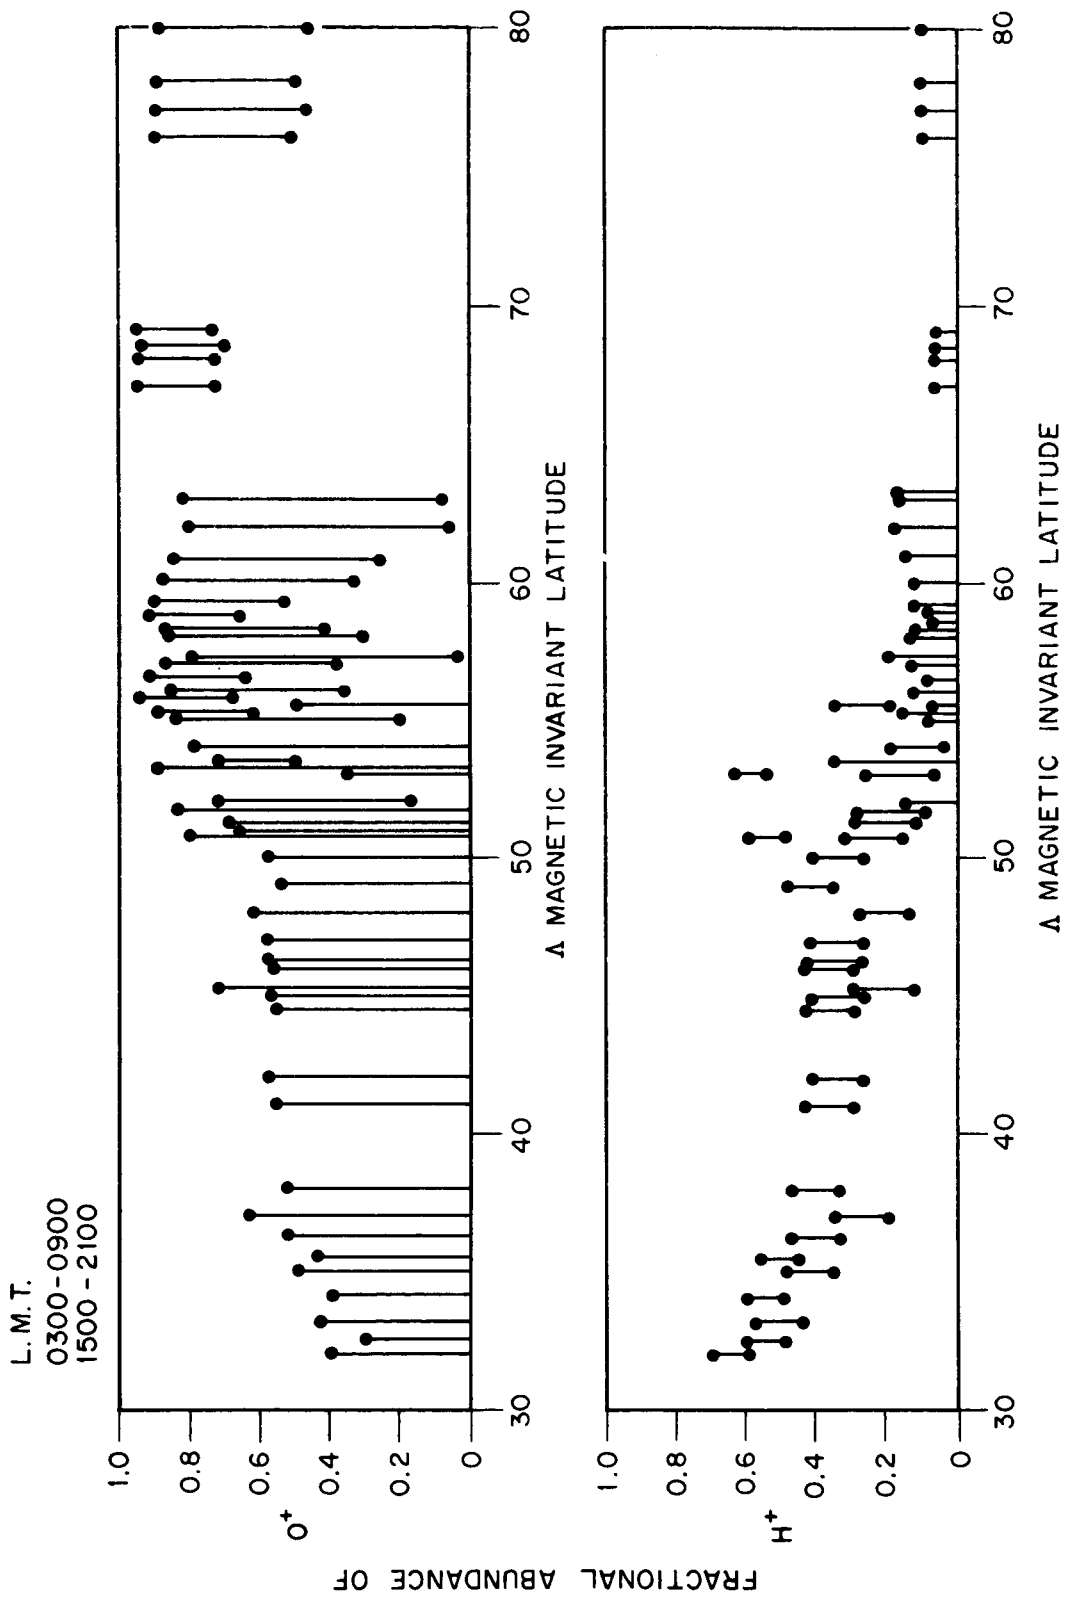 L.M.T.
0300-0900
1500-2100
FRACTIONAL ABUNDANCE OF
O+
1.0
0.8
0.6
0.4
0.2
0
30 40 50 60 70 80
Λ MAGNETIC INVARIANT LATITUDE
H+
1.0
0.8
0.6
0.4
0.2
0
30 40 50 60 70 80
Λ MAGNETIC INVARIANT LATITUDE